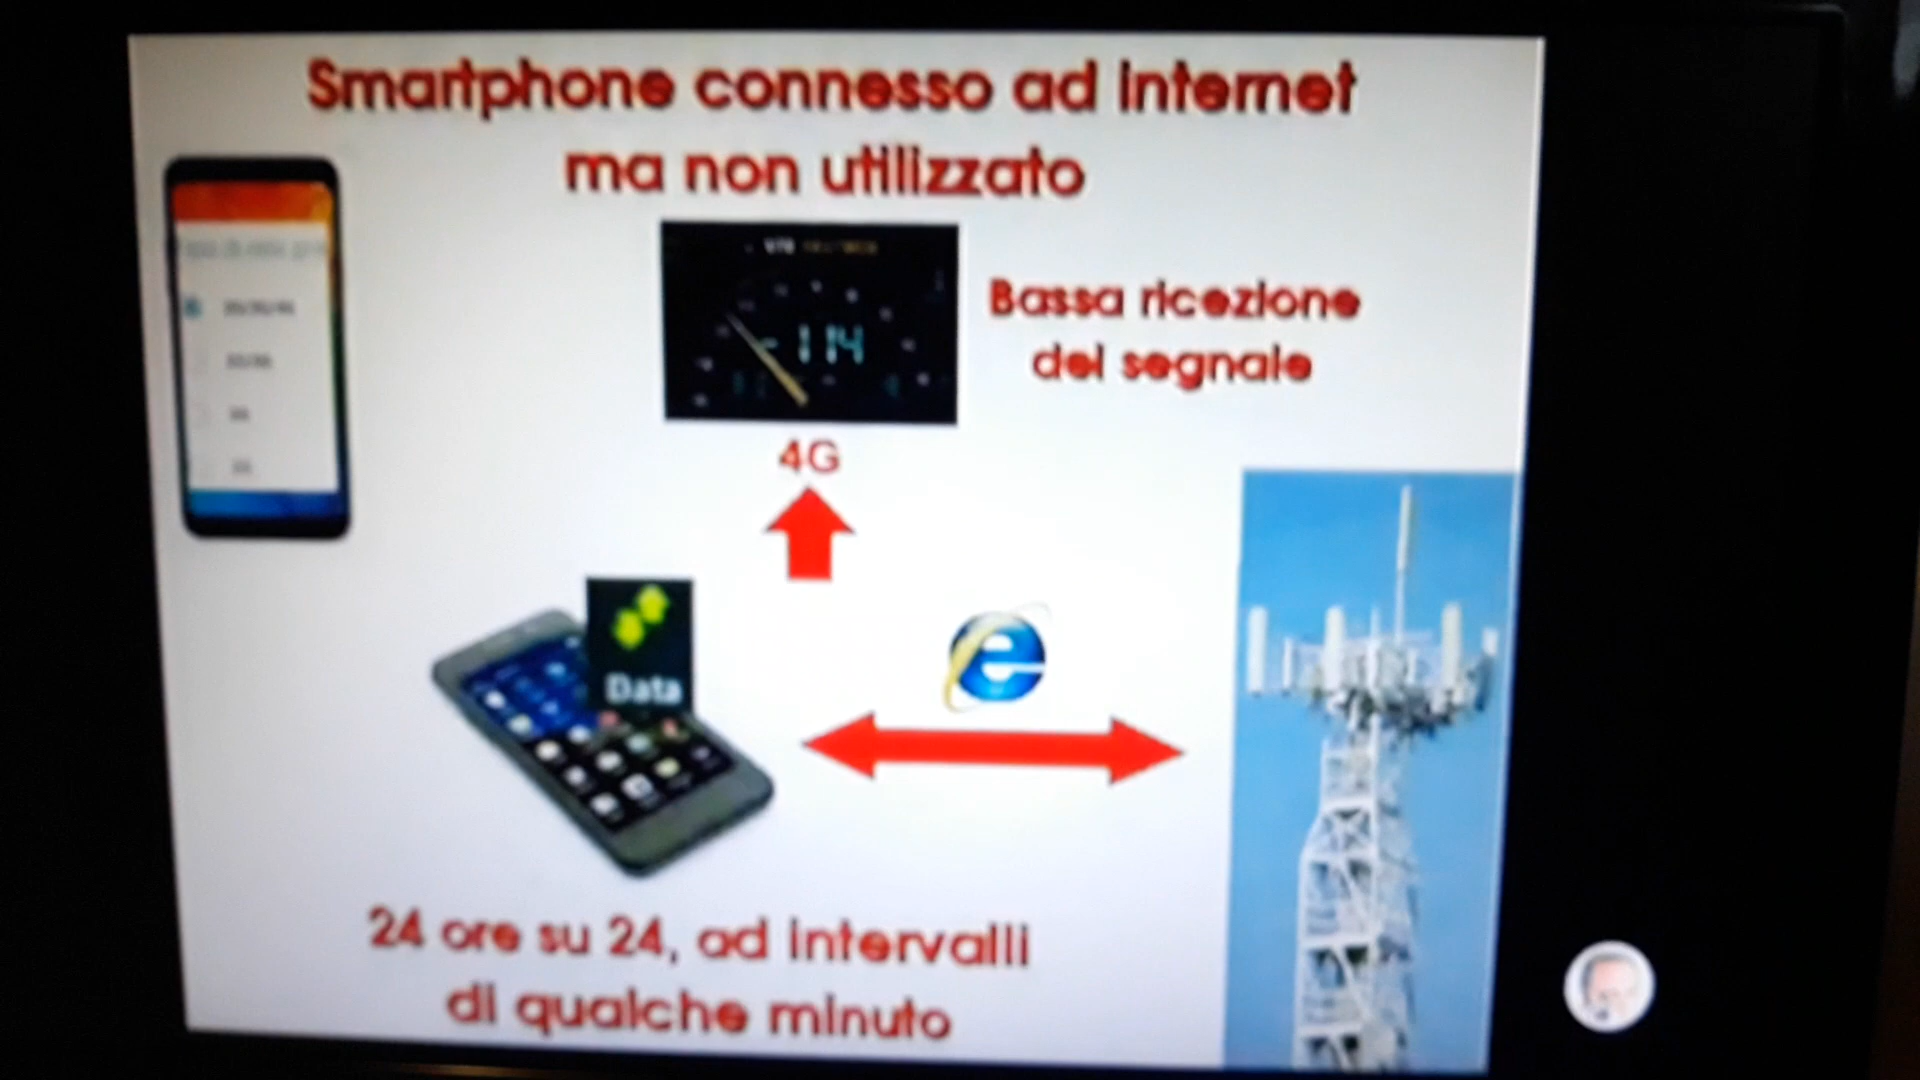 Smartphone connesso ad internet
ma non utilizzato
-114
Bassa ricezione
del segnale
4G
Data
24 ore su 24, ad intervalli
di qualche minuto